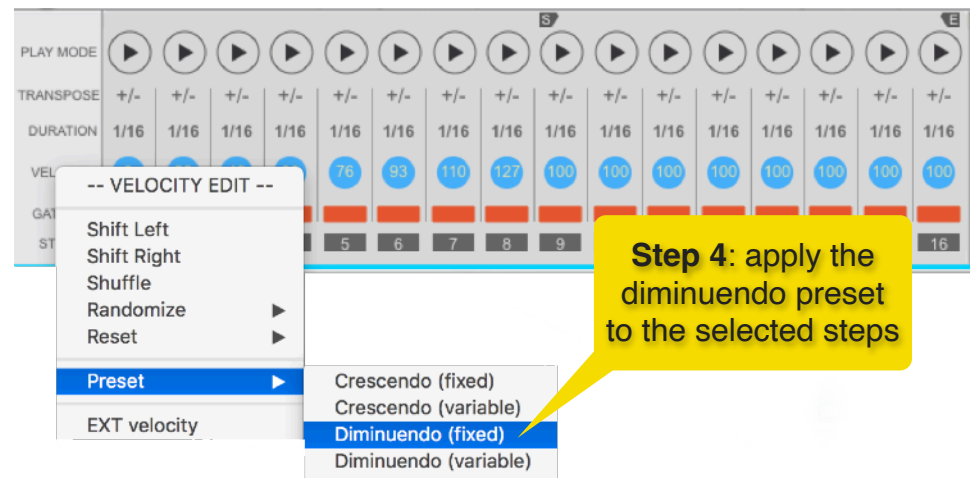 S E
PLAY MODE
TRANSPOSE +/- +/- +/- +/- +/- +/- +/- +/- +/- +/- +/- +/- +/- +/- +/- +/-
DURATION 1/16 1/16 1/16 1/16 1/16 1/16 1/16 1/16 1/16 1/16 1/16 1/16 1/16 1/16 1/16 1/16
VEL 76 93 110 127 100 100 100 100 100 100 100 100
GAT
ST 5 6 7 8 9 16
-- VELOCITY EDIT --
Shift Left
Shift Right
Shuffle
Randomize
Reset
Preset
EXT velocity
Crescendo (fixed)
Crescendo (variable)
Diminuendo (fixed)
Diminuendo (variable)
Step 4: apply the
diminuendo preset
to the selected steps